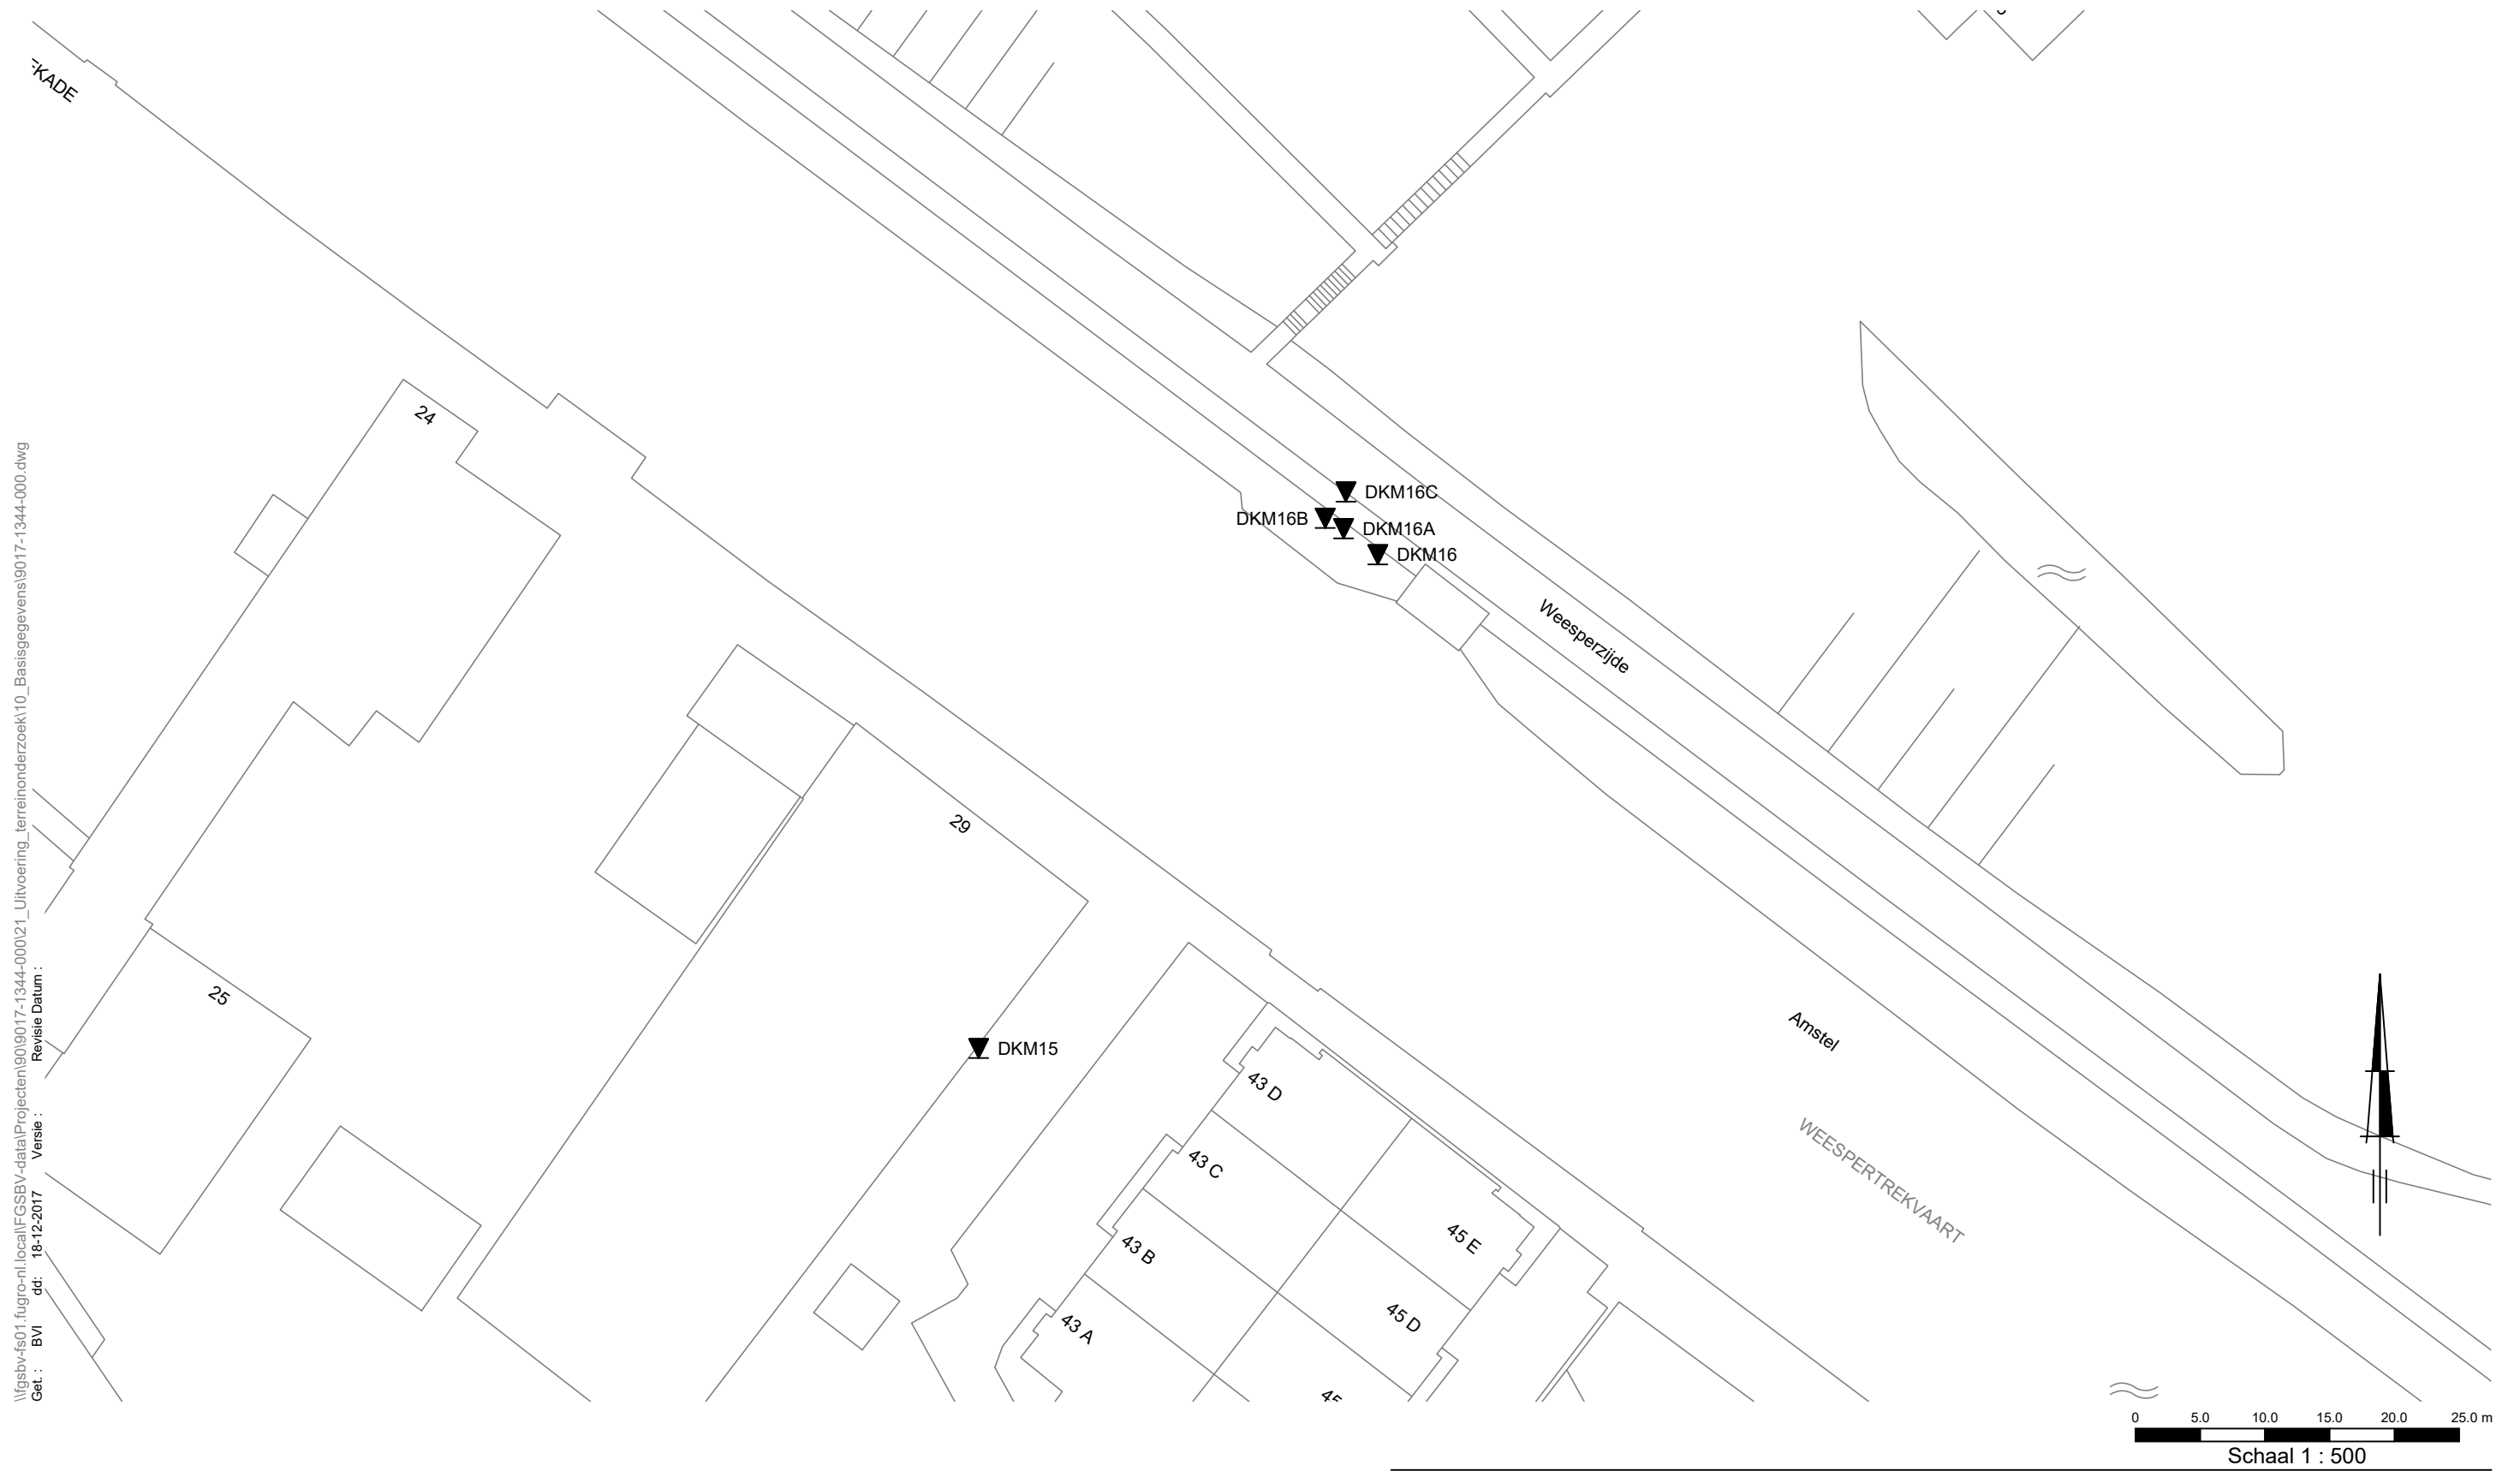 FKADE
24
DKM16C
DKM16B
DKM16A
DKM16
Weesperzijde
29
25
DKM15
Amstel
43 D
WEESPERTREKVAART
43 C
43 B
45 E
43 A
45 D
45
0 5.0 10.0 15.0 20.0 25.0 m
Schaal 1 : 500
\\fgsbv-fs01.fugro-nl.local\FGSBV-data\Projecten\90\9017-1344-000\21_Uitvoering_terreinonderzoek\10_Basisgegevens\9017-1344-000.dwg
Get. : BVI dd: 18-12-2017 Versie : Revisie Datum :